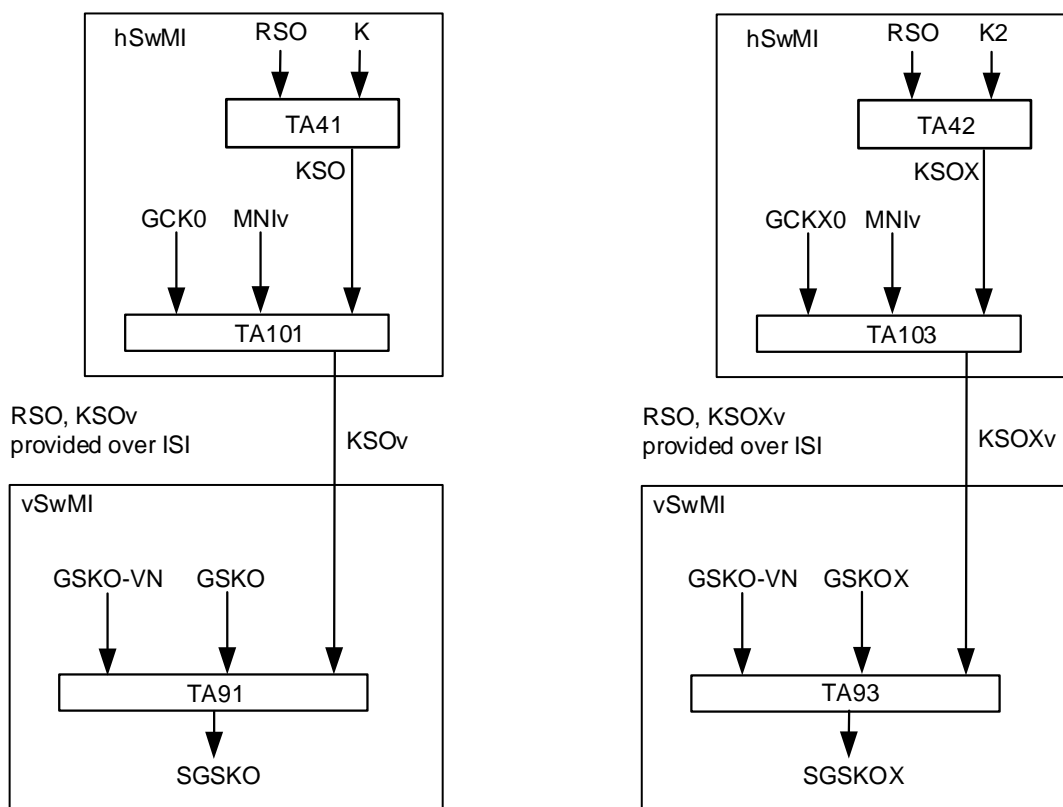 hSwMI
RSO K
TA41
KSO
GCK0 MNIv
TA101
RSO, KSOv
provided over ISI
KSOv
vSwMI
GSKO-VN GSKO
TA91
SGSKO
hSwMI
RSO K2
TA42
KSOX
GCKX0 MNIv
TA103
RSO, KSOXv
provided over ISI
KSOXv
vSwMI
GSKO-VN GSKOX
TA93
SGSKOX